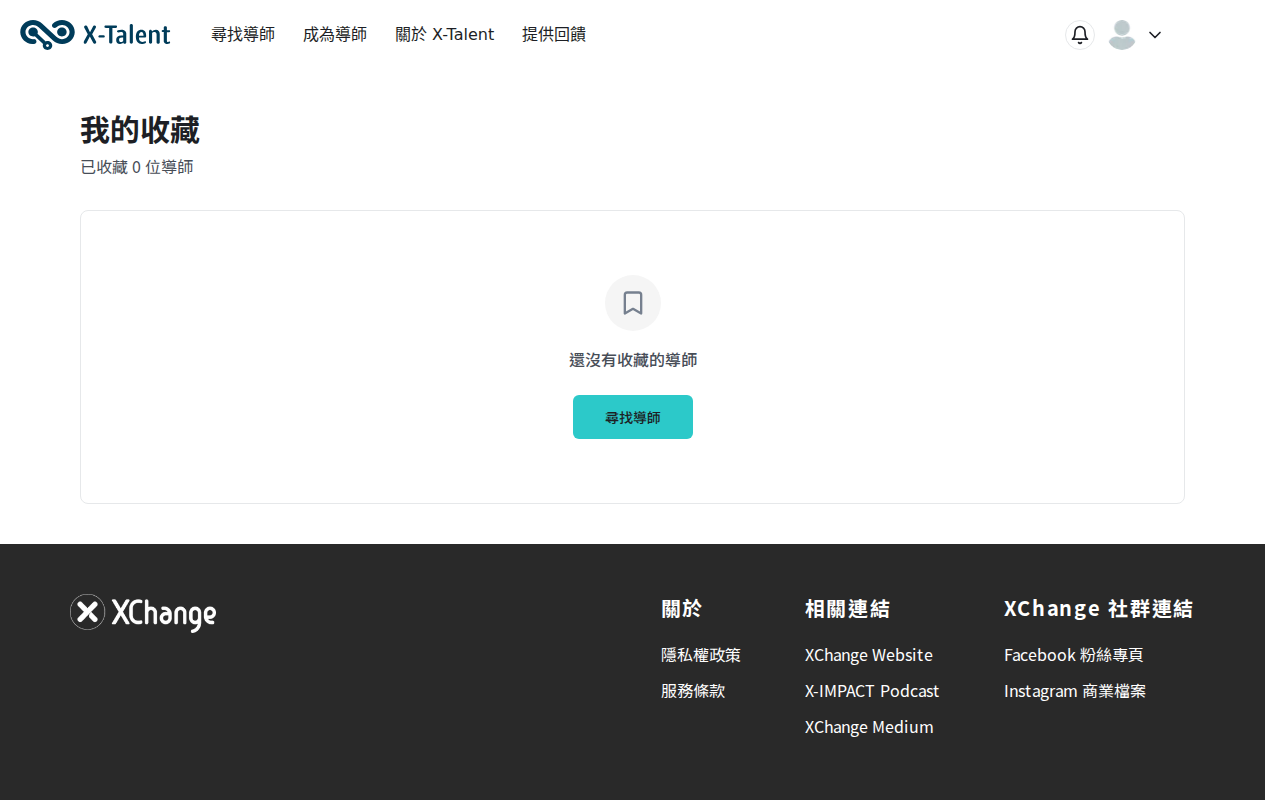 X-Talent 尋找導師 成為導師 關於 X-Talent 提供回饋
我的收藏
已收藏 0 位導師
還沒有收藏的導師
尋找導師
XChange
關於
隱私權政策
服務條款
相關連結
XChange Website
X-IMPACT Podcast
XChange Medium
XChange 社群連結
Facebook 粉絲專頁
Instagram 商業檔案